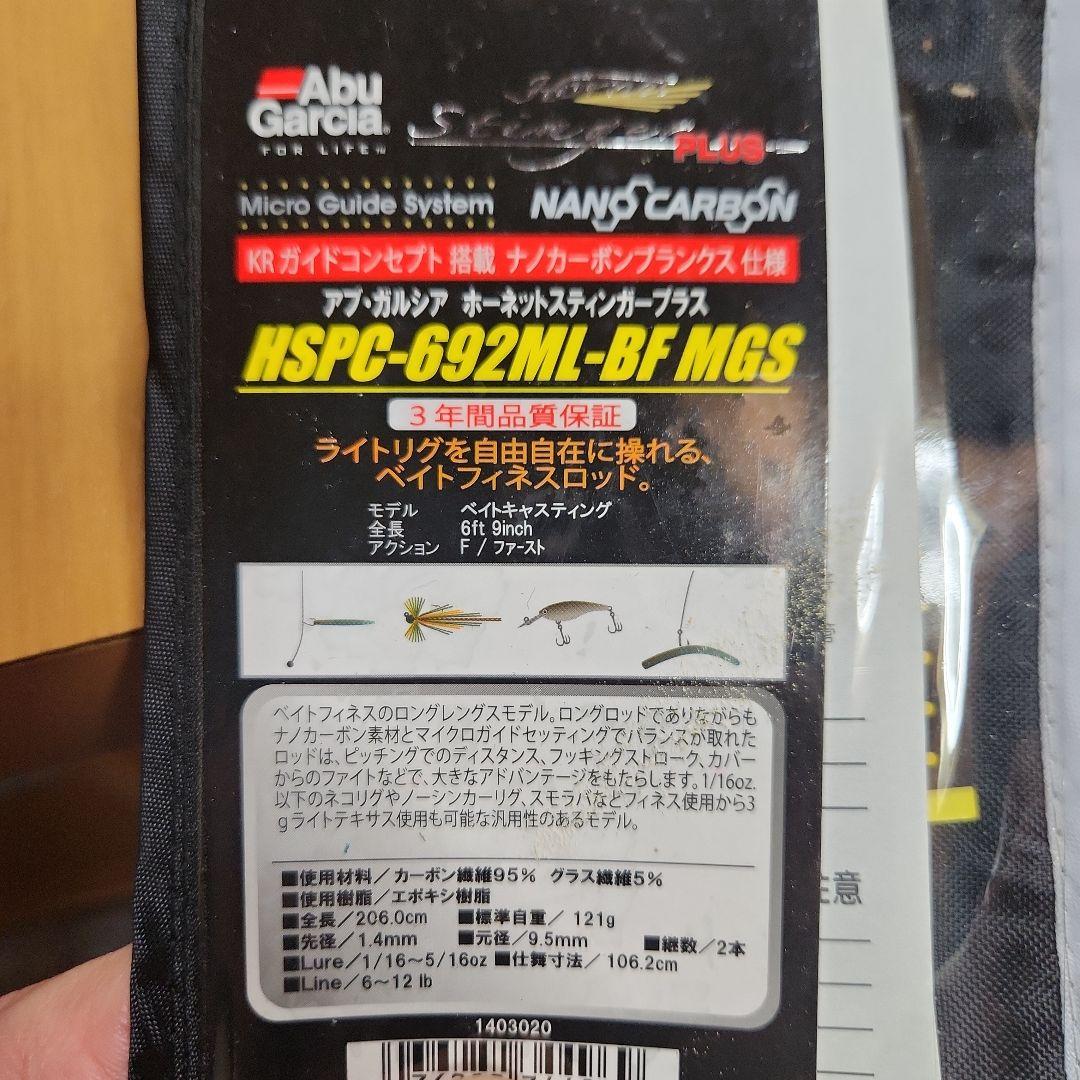 Abu
Garcia
FOR LIFE
Hornet
Stinger
PLUS
Micro Guide System
NANO CARBON
KR ガイドコンセプト 搭載 ナノカーボンブランクス 仕様
アブ・ガルシア ホーネットスティンガープラス
HSPC-692ML-BF MGS
3年間品質保証
ライトリグを自由自在に操れる、
ベイトフィネスロッド。
モデル ベイトキャスティング
全長 6ft 9inch
アクション F / ファースト
ベイトフィネスのロングレングスモデル。ロングロッドでありながらも
ナノカーボン素材とマイクロガイドセッティングでバランスが取れた
ロッドは、ピッチングでのディスタンス、フッキングストローク、カバー
からのファイトなどで、大きなアドバンテージをもたらします。1/16oz.
以下のネコリグやノーシンカーリグ、スモラバなどフィネス使用から3
gライトテキサス使用も可能な汎用性のあるモデル。
■使用材料/カーボン繊維95% グラス繊維5%
■使用樹脂/エポキシ樹脂
■全長/206.0cm ■標準自重/121g
■先径/1.4mm ■元径/9.5mm ■継数/2本
■Lure/1/16～5/16oz ■仕舞寸法/106.2cm
■Line/6～12 lb
1403020
注意